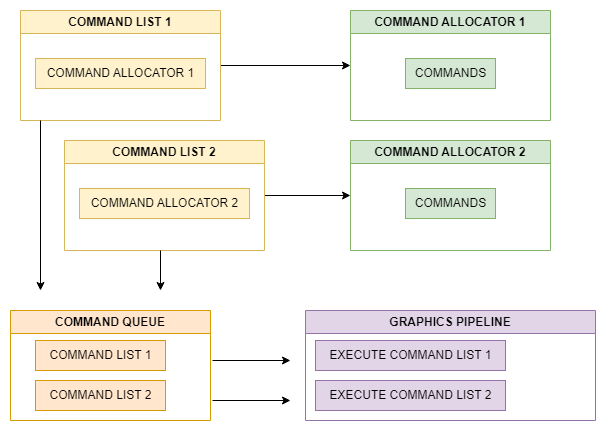 COMMAND LIST 1
COMMAND ALLOCATOR 1
COMMAND ALLOCATOR 1
COMMANDS
COMMAND LIST 2
COMMAND ALLOCATOR 2
COMMAND ALLOCATOR 2
COMMANDS
COMMAND QUEUE
COMMAND LIST 1
COMMAND LIST 2
GRAPHICS PIPELINE
EXECUTE COMMAND LIST 1
EXECUTE COMMAND LIST 2